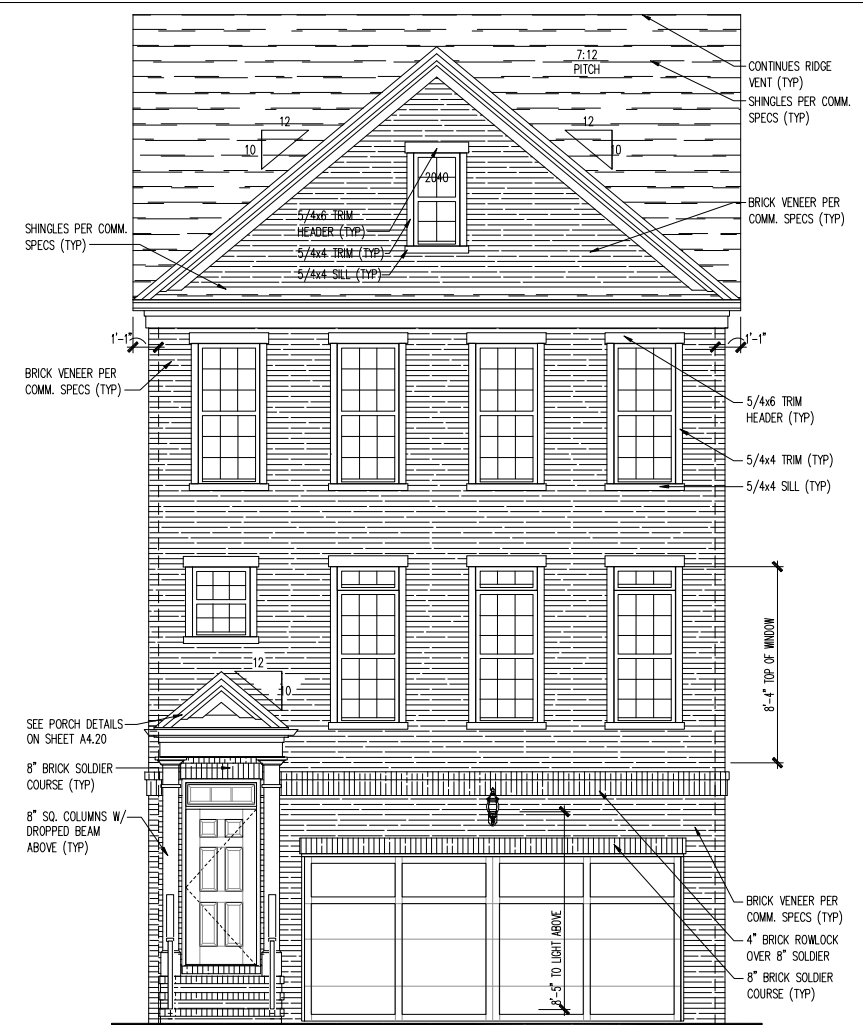 7:12
PITCH
CONTINUES RIDGE
VENT (TYP)
SHINGLES PER COMM.
SPECS (TYP)
12
10
12
10
2040
5/4x6 TRIM
HEADER (TYP)
5/4x4 TRIM (TYP)
5/4x4 SILL (TYP)
BRICK VENEER PER
COMM. SPECS (TYP)
SHINGLES PER COMM.
SPECS (TYP)
1'-1"
1'-1"
BRICK VENEER PER
COMM. SPECS (TYP)
5/4x6 TRIM
HEADER (TYP)
5/4x4 TRIM (TYP)
5/4x4 SILL (TYP)
8'-4" TOP OF WINDOW
12
10
SEE PORCH DETAILS
ON SHEET A4.20
8" BRICK SOLDIER
COURSE (TYP)
8" SQ. COLUMNS W/
DROPPED BEAM
ABOVE (TYP)
8'-5" TO LIGHT ABOVE
BRICK VENEER PER
COMM. SPECS (TYP)
4" BRICK ROWLOCK
OVER 8" SOLDIER
8" BRICK SOLDIER
COURSE (TYP)